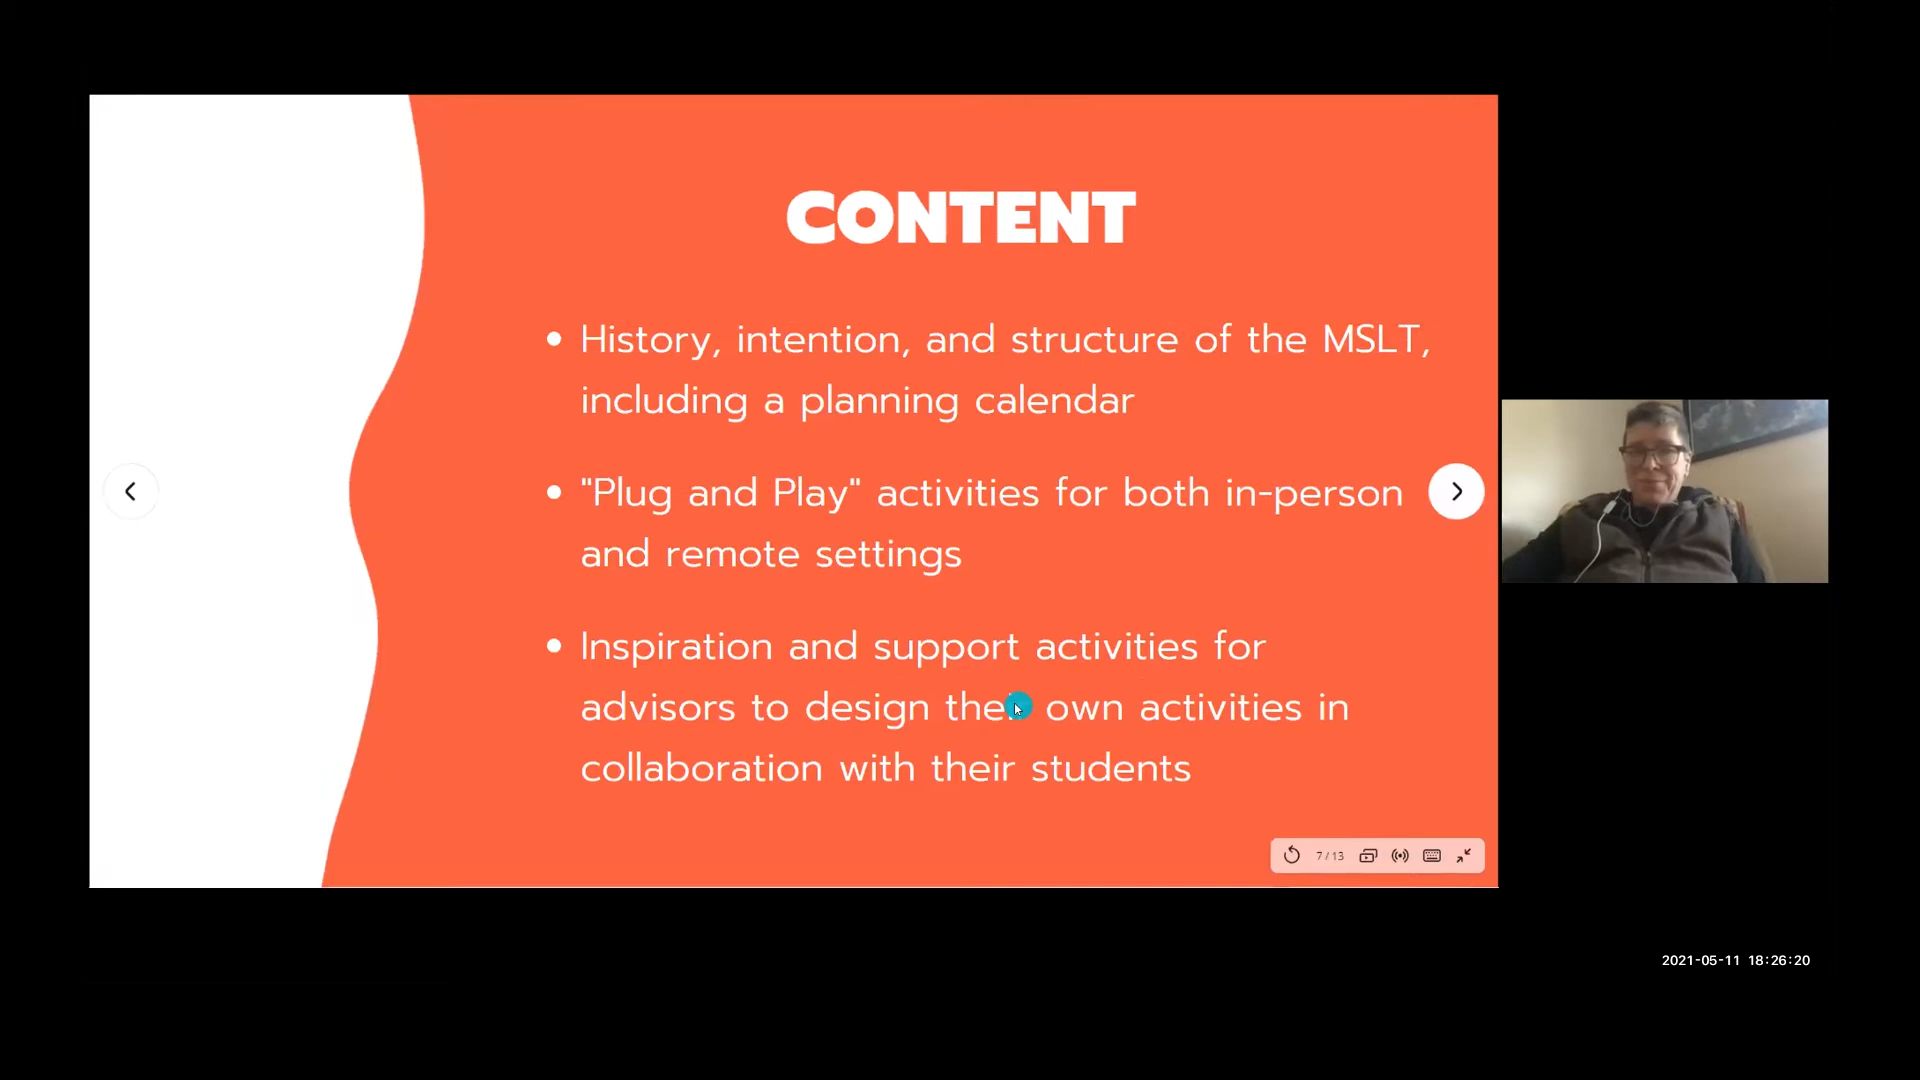 CONTENT
• History, intention, and structure of the MSLT,
including a planning calendar
• "Plug and Play" activities for both in-person
and remote settings
• Inspiration and support activities for
advisors to design their own activities in
collaboration with their students
7 / 13
2021-05-11 18:26:20